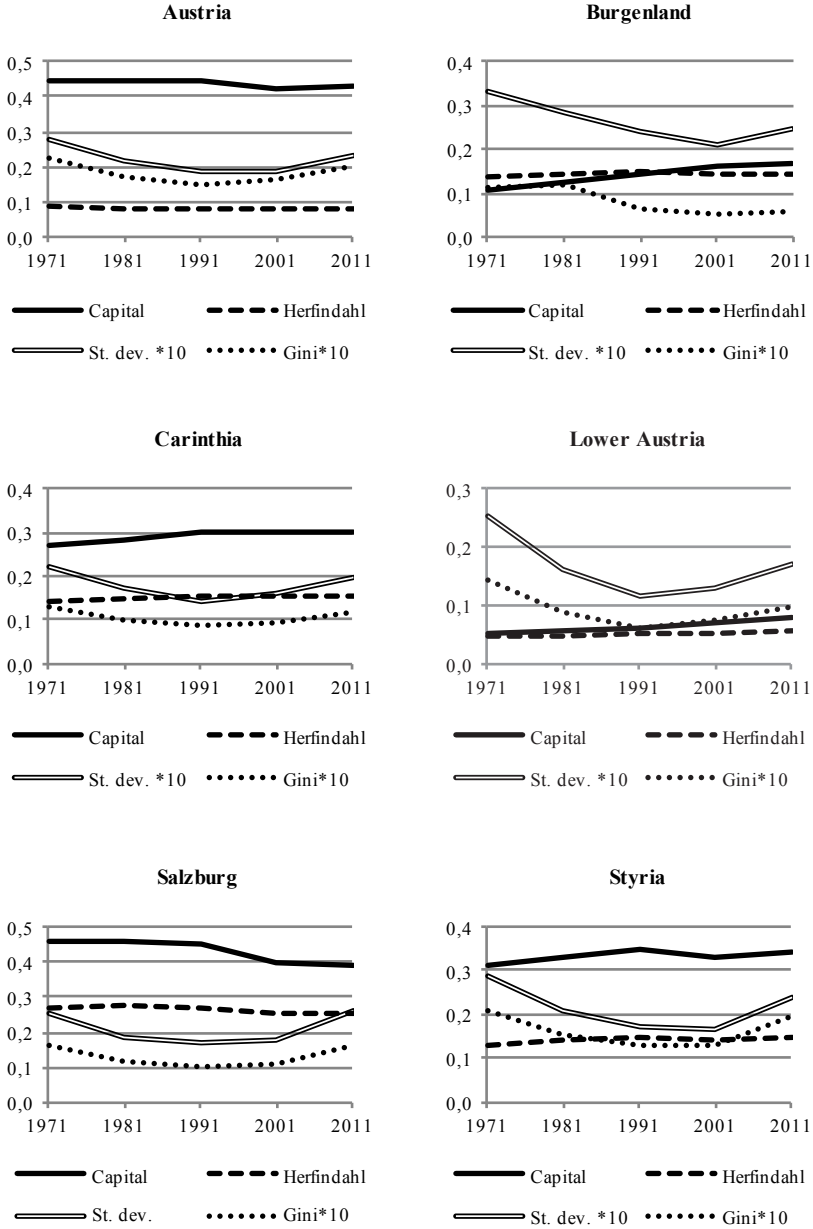 Austria
0,5
0,4
0,3
0,2
0,1
0,0
1971 1981 1991 2001 2011
Capital Herfindahl
St. dev. *10 Gini*10
Burgenland
0,4
0,3
0,2
0,1
0,0
1971 1981 1991 2001 2011
Capital Herfindahl
St. dev. *10 Gini*10
Carinthia
0,4
0,3
0,2
0,1
0,0
1971 1981 1991 2001 2011
Capital Herfindahl
St. dev. *10 Gini*10
Lower Austria
0,3
0,2
0,1
0,0
1971 1981 1991 2001 2011
Capital Herfindahl
St. dev. *10 Gini*10
Salzburg
0,5
0,4
0,3
0,2
0,1
0,0
1971 1981 1991 2001 2011
Capital Herfindahl
St. dev. Gini*10
Styria
0,4
0,3
0,2
0,1
0,0
1971 1981 1991 2001 2011
Capital Herfindahl
St. dev. *10 Gini*10